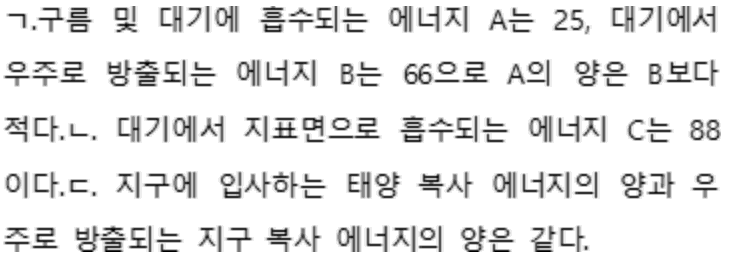 ㄱ.구름 및 대기에 흡수되는 에너지 A는 25, 대기에서
우주로 방출되는 에너지 B는 66으로 A의 양은 B보다
적다.ㄴ. 대기에서 지표면으로 흡수되는 에너지 C는 88
이다.ㄷ. 지구에 입사하는 태양 복사 에너지의 양과 우
주로 방출되는 지구 복사 에너지의 양은 같다.